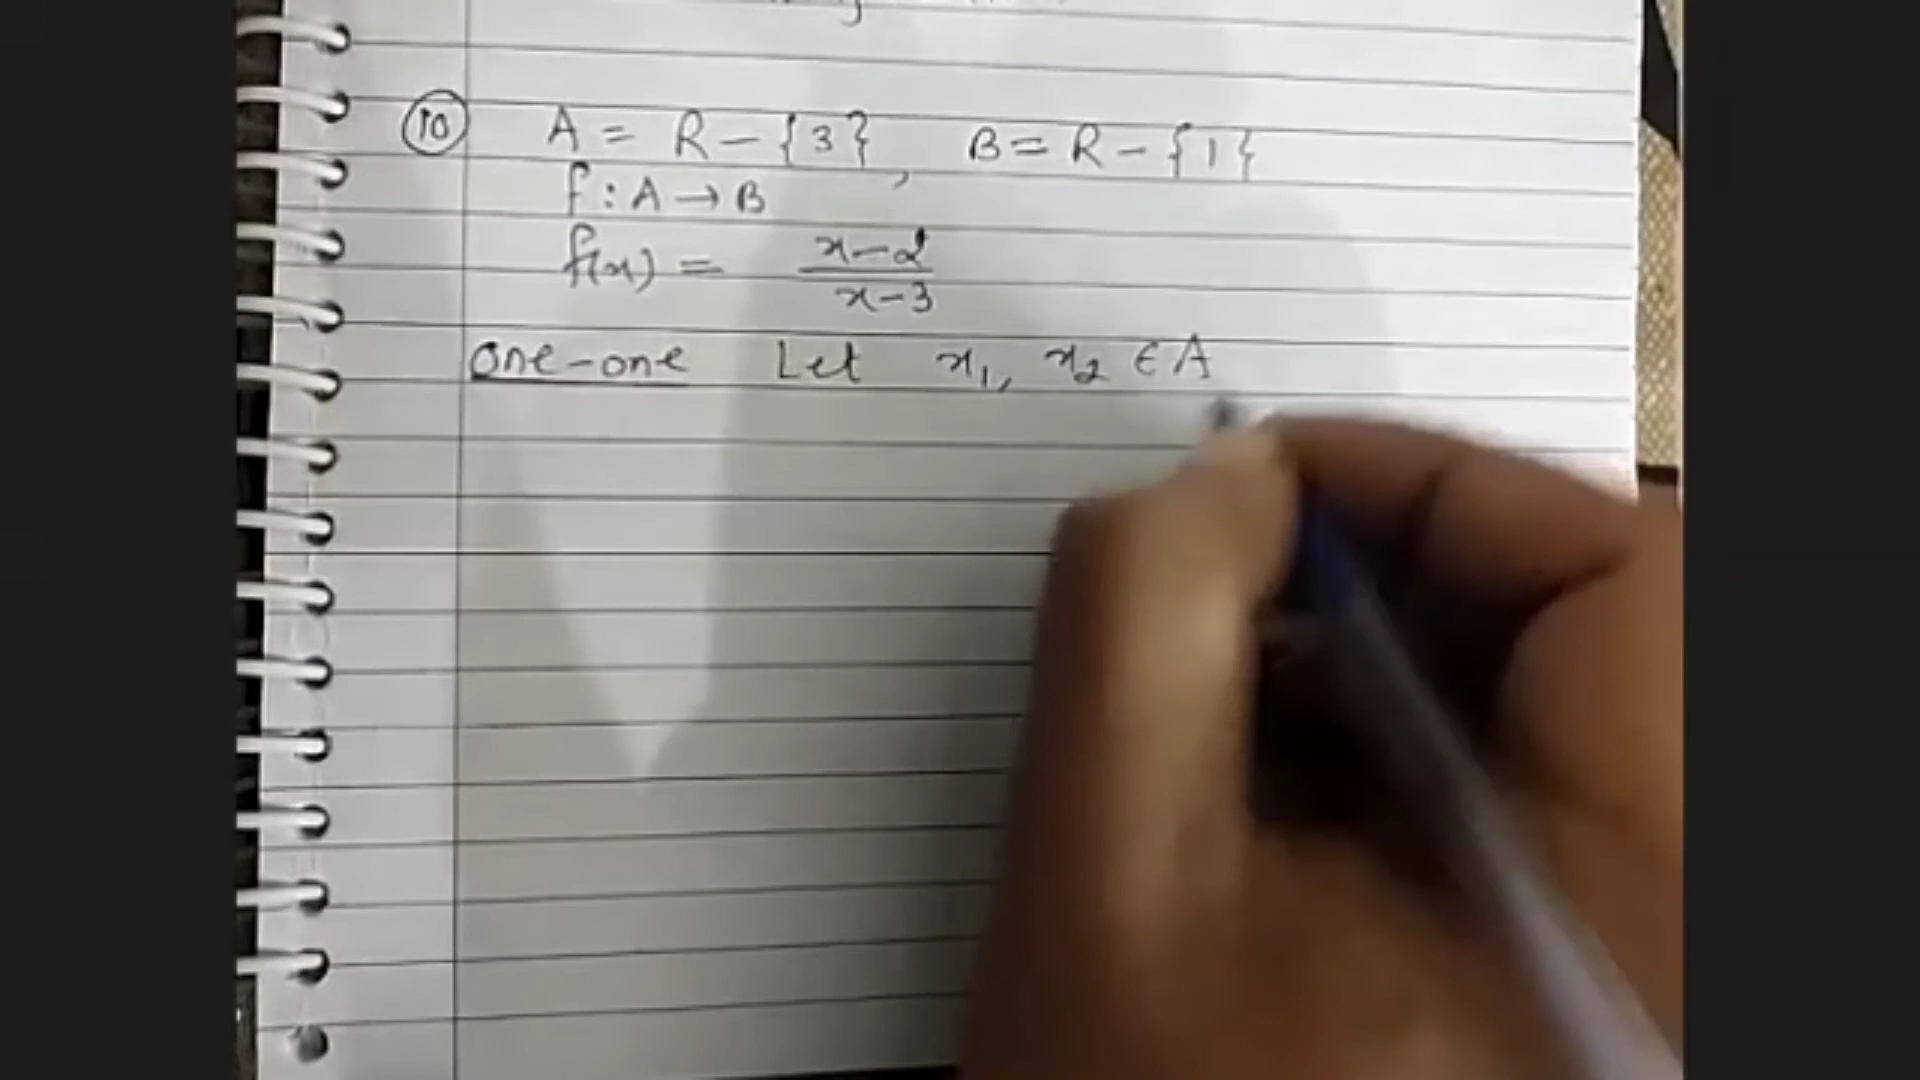 10 A = R - {3}, B = R - {1}
f : A → B
f(x) = x-2 / x-3
one-one Let x₁, x₂ ∈ A